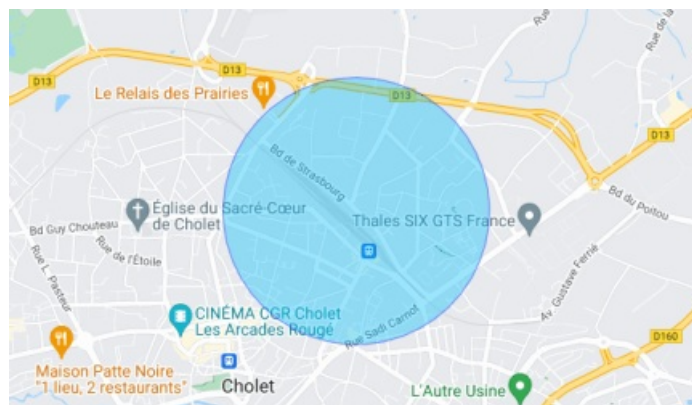 Rue
Rue de la
D13
D13
Le Relais des Prairies
D13
D13
Bd de Strasbourg
Église du Sacré-Cœur
de Cholet
Bd Guy Chouteau
Rue de l'Étoile
Rue L. Pasteur
Thales SIX GTS France
Bd du Poitou
Av. Gustave Ferrié
CINÉMA CGR Cholet
Les Arcades Rougé
Rue Sadi Carnot
D160
Maison Patte Noire
"1 lieu, 2 restaurants"
Cholet
L'Autre Usine